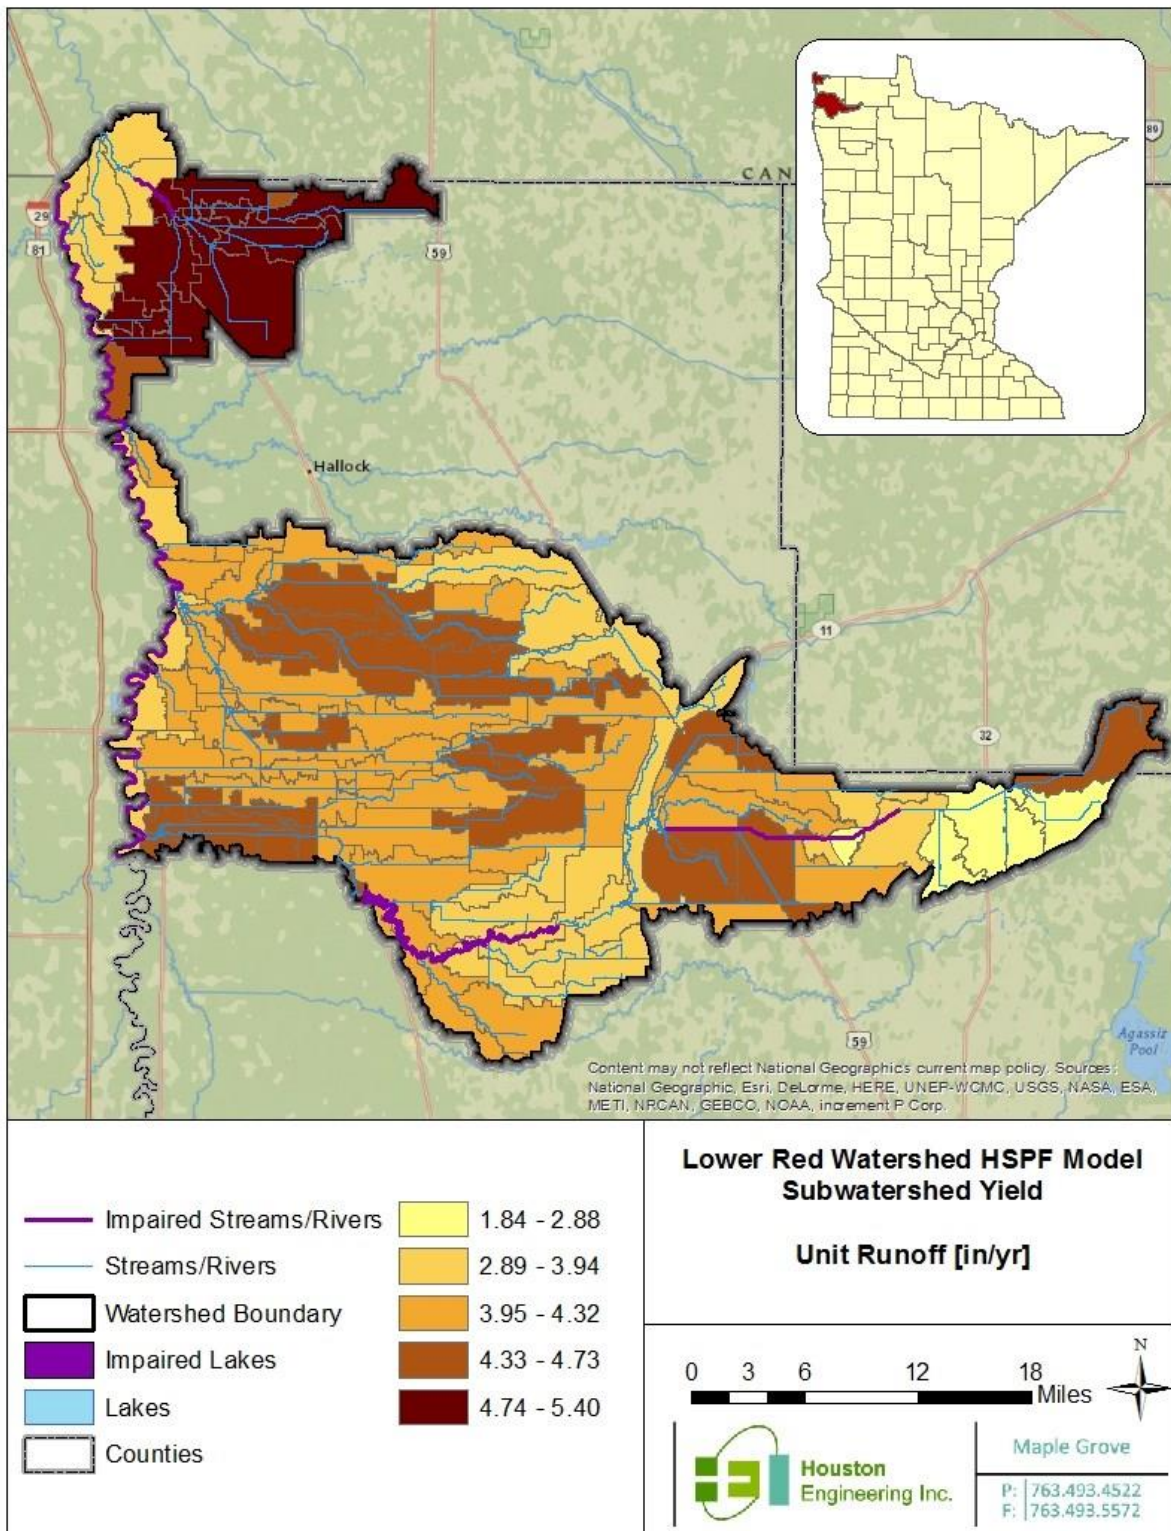 CAN
89
29
81
59
Hallock
11
32
59
Agassiz
Pool
Content may not reflect National Geographic's current map policy. Sources:
National Geographic, Esri, DeLorme, HERE, UNEP-WCMC, USGS, NASA, ESA,
METI, NRCAN, GEBCO, NOAA, increment P Corp.
Impaired Streams/Rivers
Streams/Rivers
Watershed Boundary
Impaired Lakes
Lakes
Counties
1.84 - 2.88
2.89 - 3.94
3.95 - 4.32
4.33 - 4.73
4.74 - 5.40
Lower Red Watershed HSPF Model
Subwatershed Yield
Unit Runoff [in/yr]
N
0 3 6 12 18
Miles
Houston
Engineering Inc.
Maple Grove
P: 763.493.4522
F: 763.493.5572